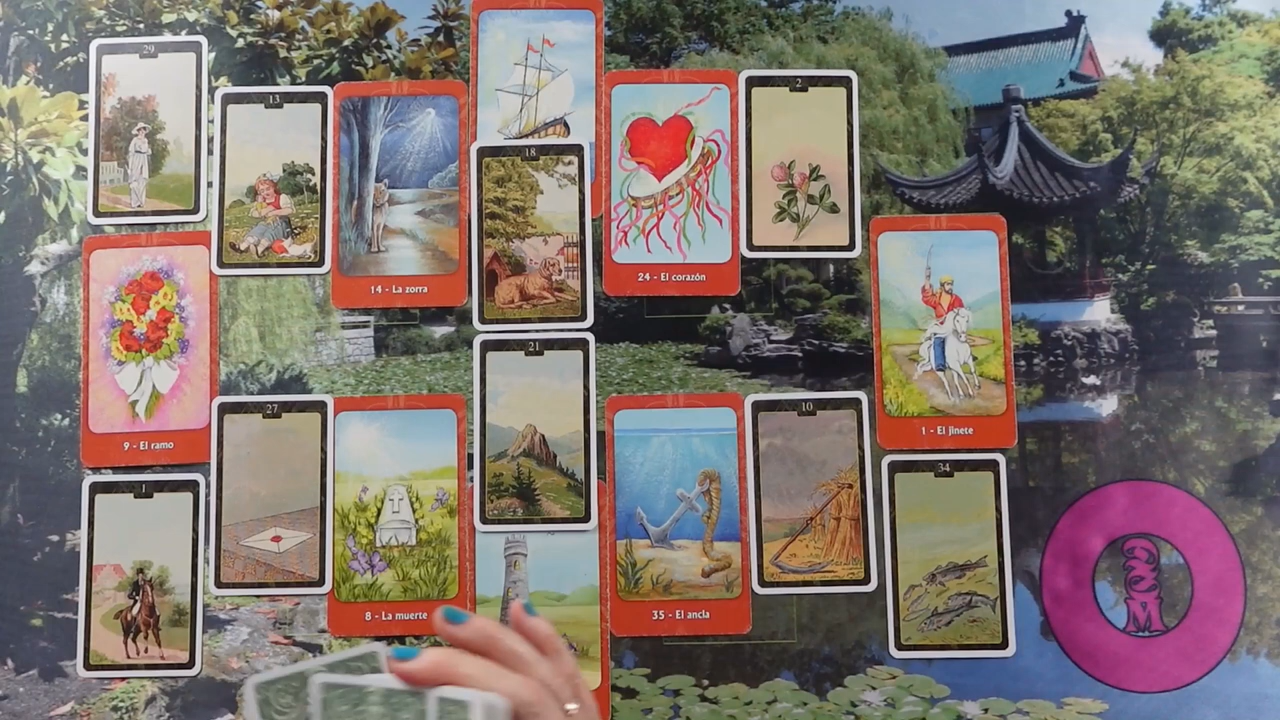 29
13
18
2
14 - La zorra
24 - El corazón
9 - El ramo
27
21
10
1 - El jinete
1
8 - La muerte
35 - El ancla
34